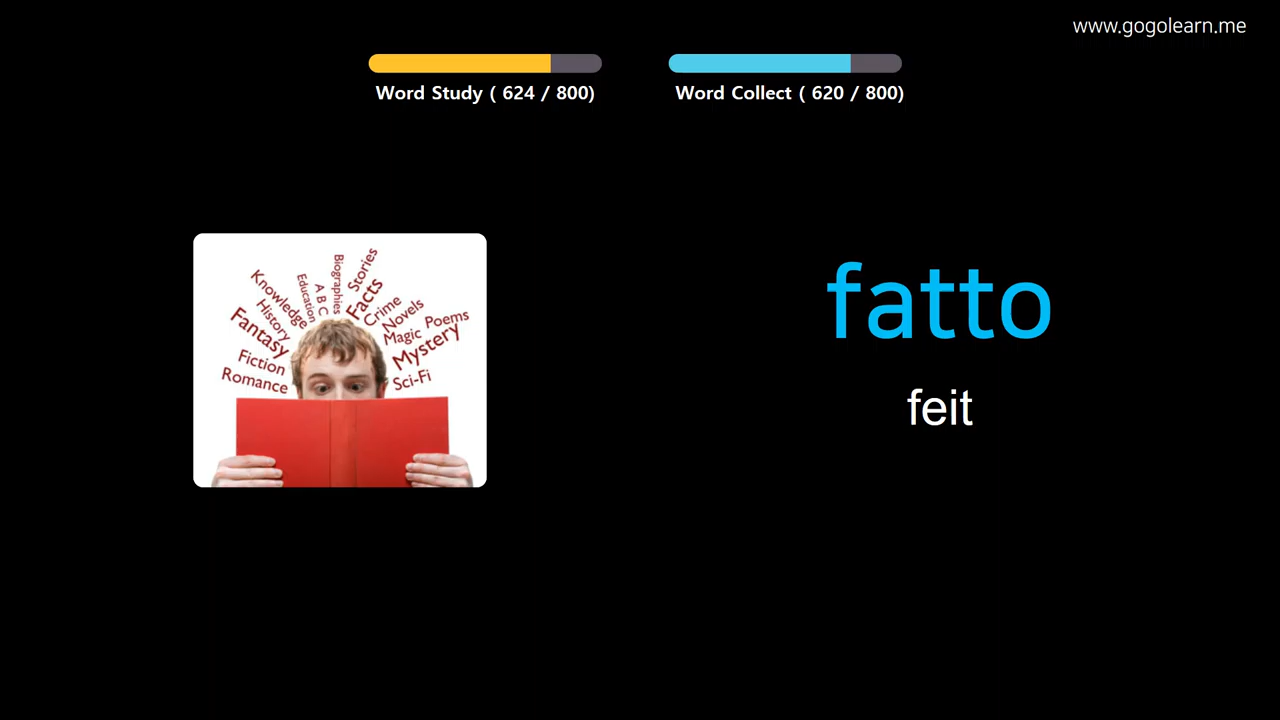 www.gogolearn.me
Word Study ( 624 / 800)
Word Collect ( 620 / 800)
Knowledge
History
Fantasy
Fiction
Romance
Education
A B C
Biographies
Stories
Facts
Crime
Novels
Magic
Poems
Mystery
Sci-Fi
fatto
feit